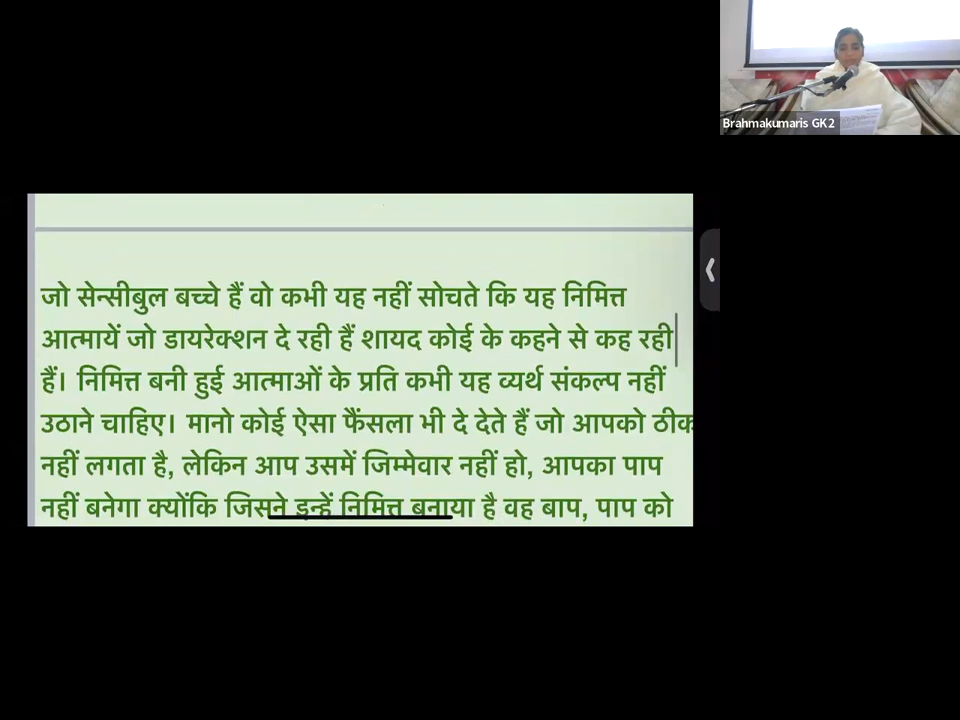 Brahmakumaris GK2
जो सेन्सीबुल बच्चे हैं वो कभी यह नहीं सोचते कि यह निमित्त
आत्मायें जो डायरेक्शन दे रही हैं शायद कोई के कहने से कह रही
हैं। निमित्त बनी हुई आत्माओं के प्रति कभी यह व्यर्थ संकल्प नहीं
उठाने चाहिए। मानो कोई ऐसा फैंसला भी दे देते हैं जो आपको ठीक
नहीं लगता है, लेकिन आप उसमें जिम्मेवार नहीं हो, आपका पाप
नहीं बनेगा क्योंकि जिसने इन्हें निमित्त बनाया है वह बाप, पाप को